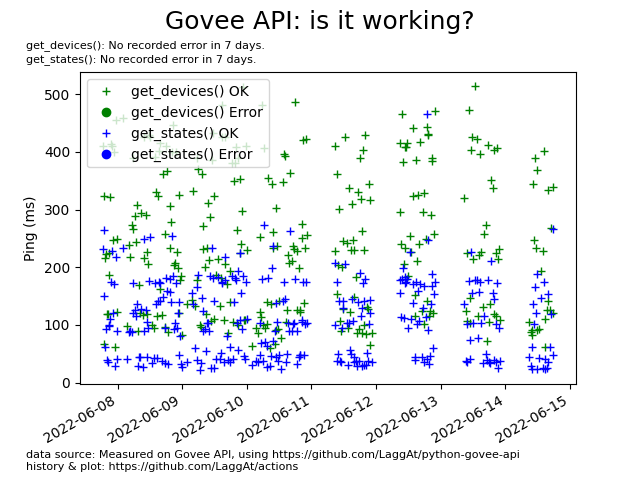 Govee API: is it working?
get_devices(): No recorded error in 7 days.
get_states(): No recorded error in 7 days.
get_devices() OK
get_devices() Error
get_states() OK
get_states() Error
Ping (ms)
500
400
300
200
100
0
2022-06-08
2022-06-09
2022-06-10
2022-06-11
2022-06-12
2022-06-13
2022-06-14
2022-06-15
data source: Measured on Govee API, using https://github.com/LaggAt/python-govee-api
history & plot: https://github.com/LaggAt/actions